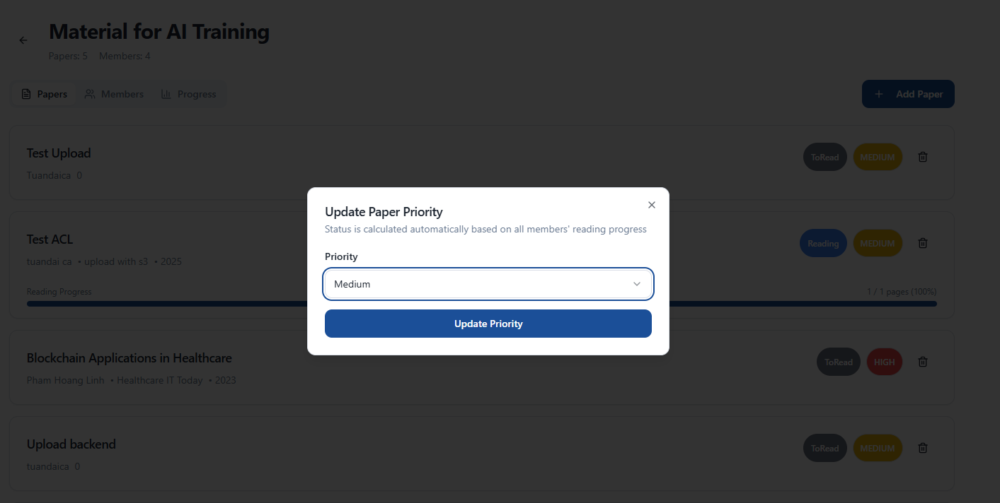 Material for AI Training
Papers: 5 Members: 4
Papers Members Progress
+ Add Paper
Test Upload
Tuandaica 0
ToRead MEDIUM
Test ACL
tuandai ca • upload with s3 • 2025
Reading MEDIUM
Reading Progress
1 / 1 pages (100%)
Update Paper Priority
Status is calculated automatically based on all members' reading progress
Priority
Medium
Update Priority
Blockchain Applications in Healthcare
Pham Hoang Linh • Healthcare IT Today • 2023
ToRead HIGH
Upload backend
tuandaica 0
ToRead MEDIUM